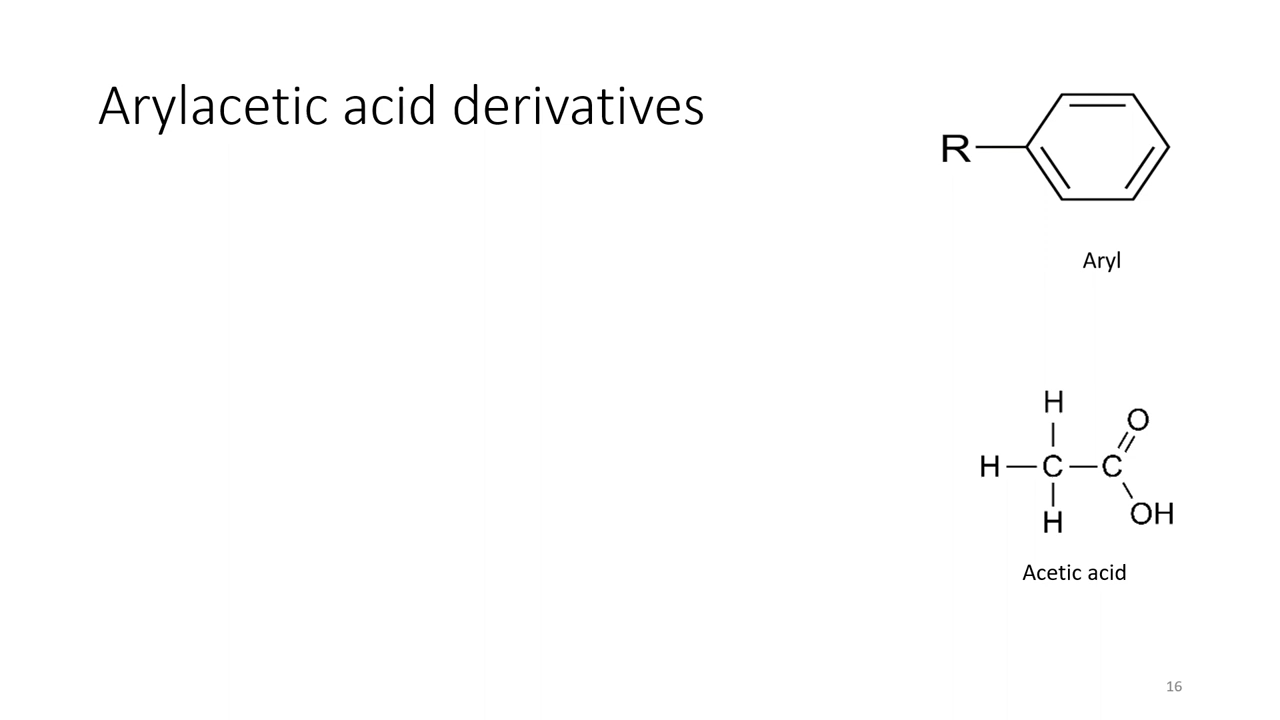 Arylacetic acid derivatives
R
Aryl
H
O
H C C
H OH
Acetic acid
16